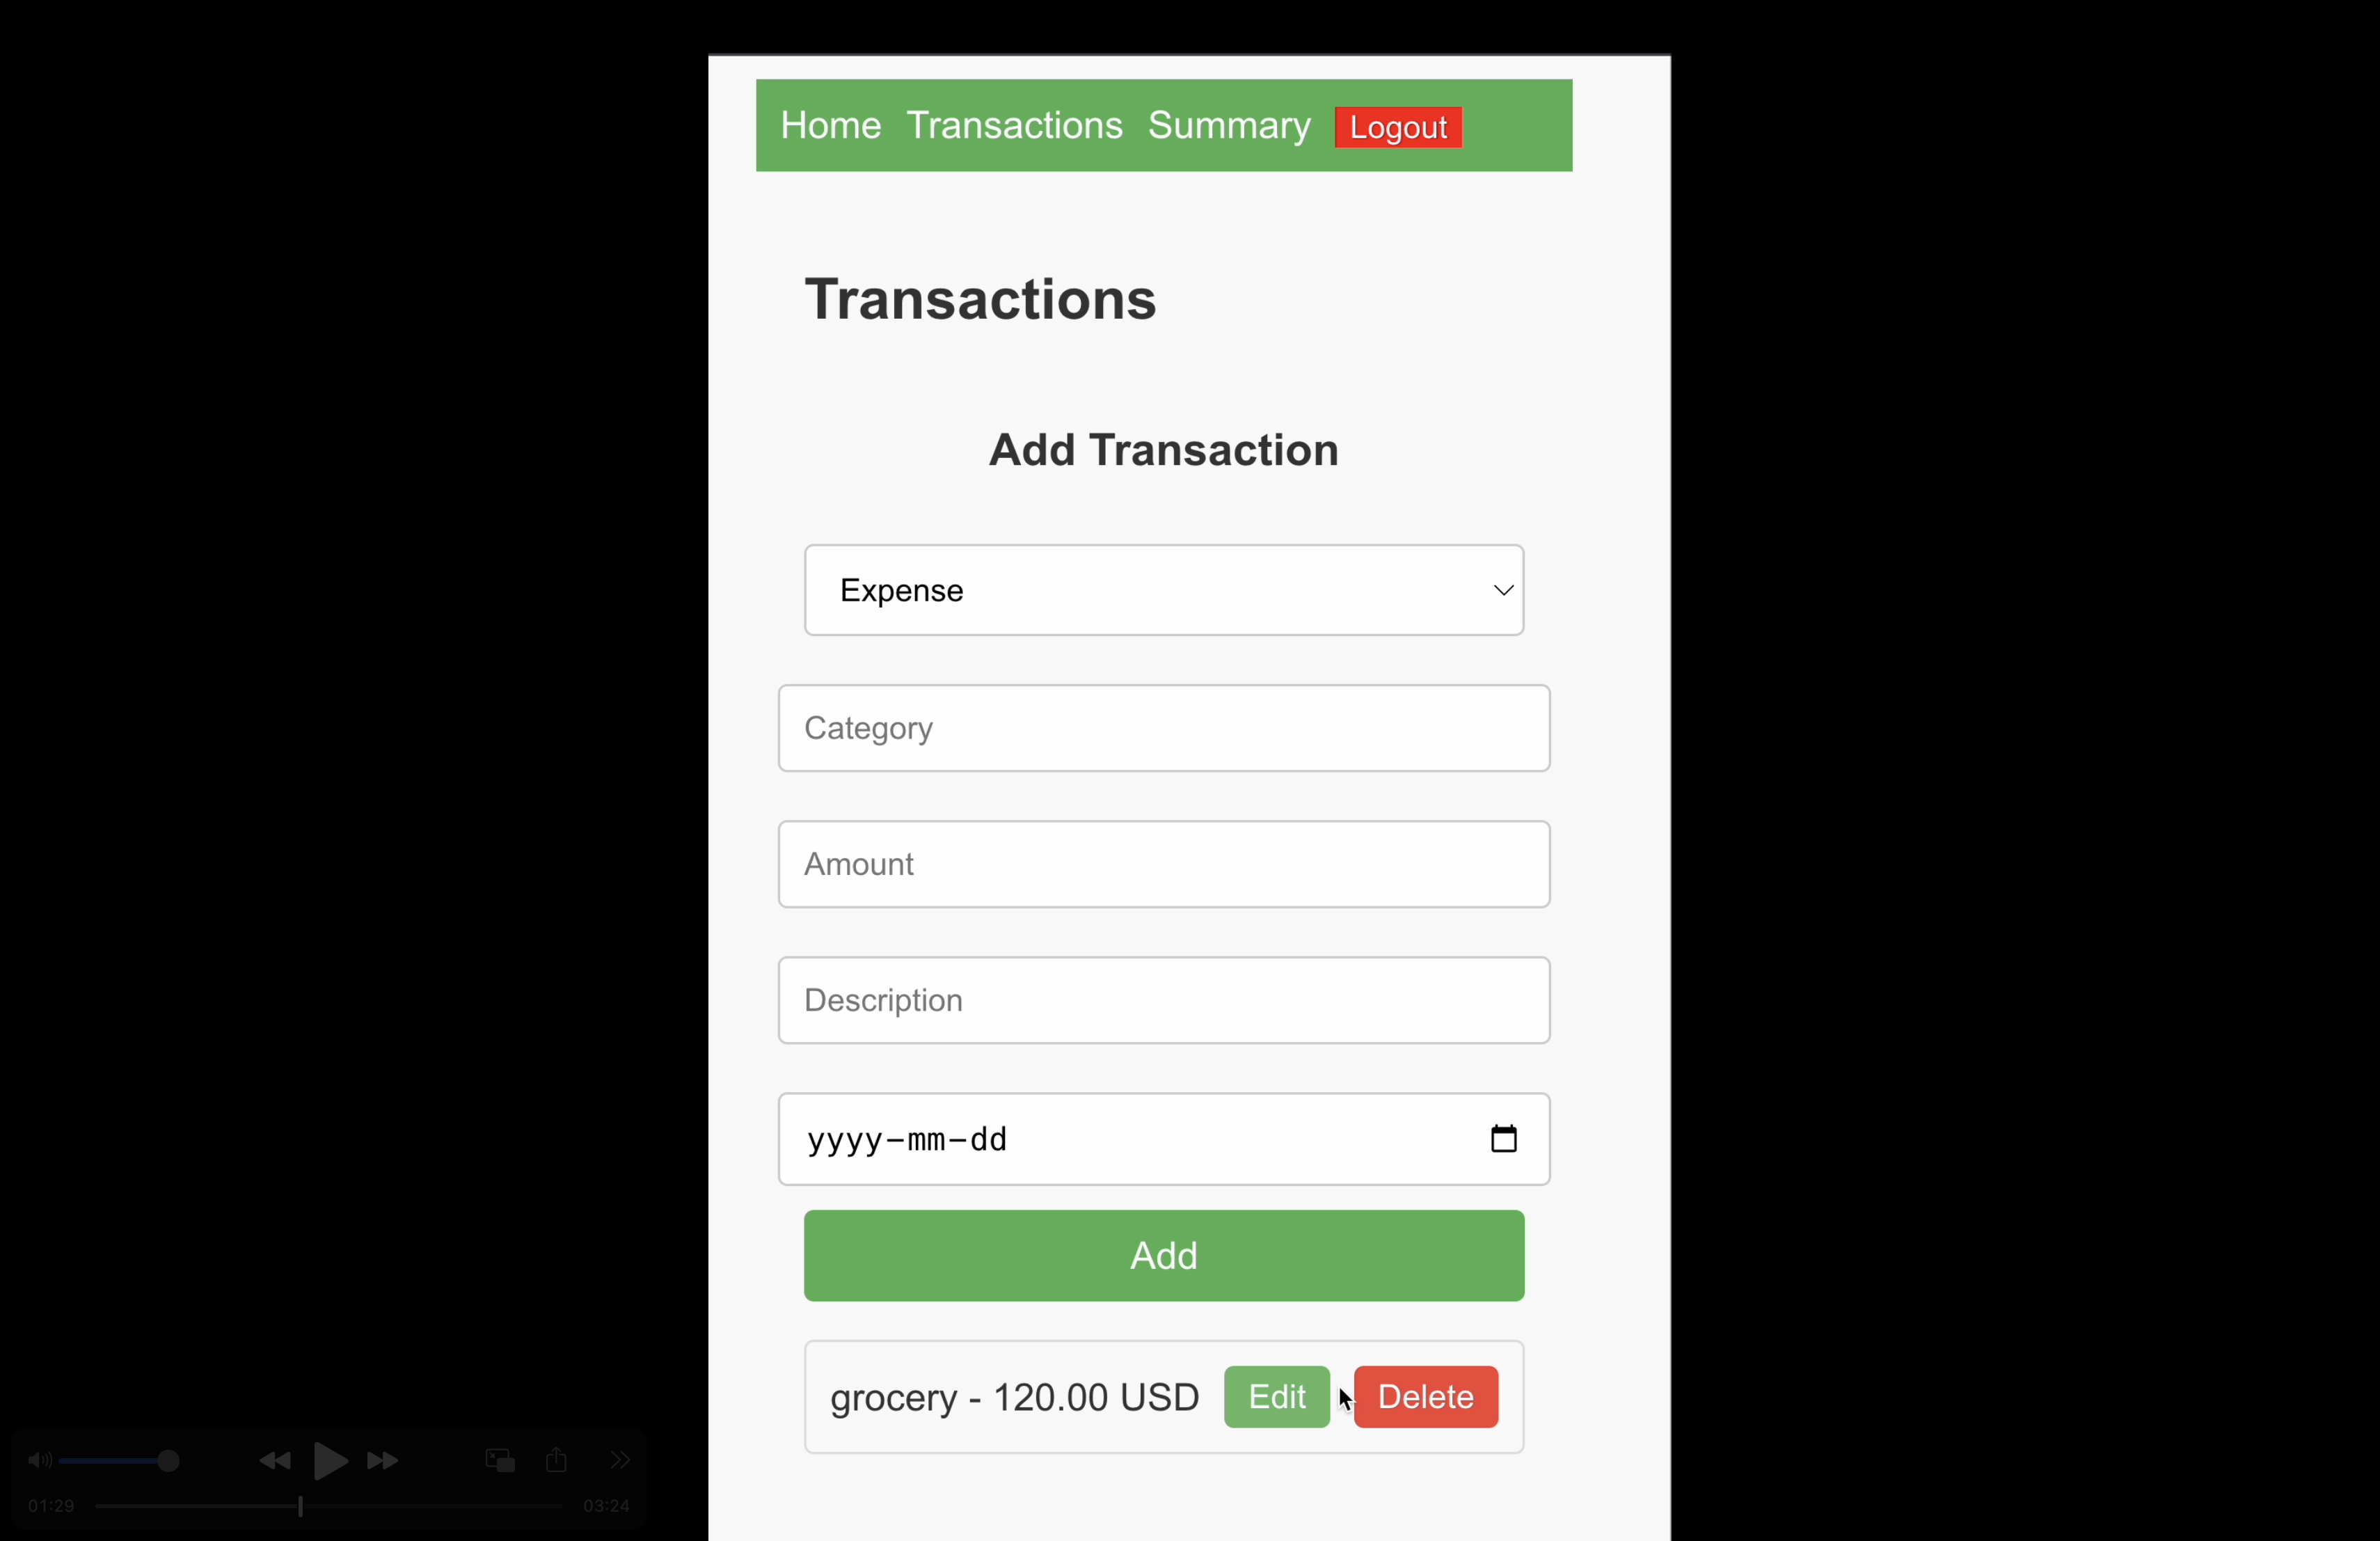 Home Transactions Summary Logout
Transactions
Add Transaction
Expense
Category
Amount
Description
yyyy-mm-dd
Add
grocery - 120.00 USD Edit Delete
01:29 03:24